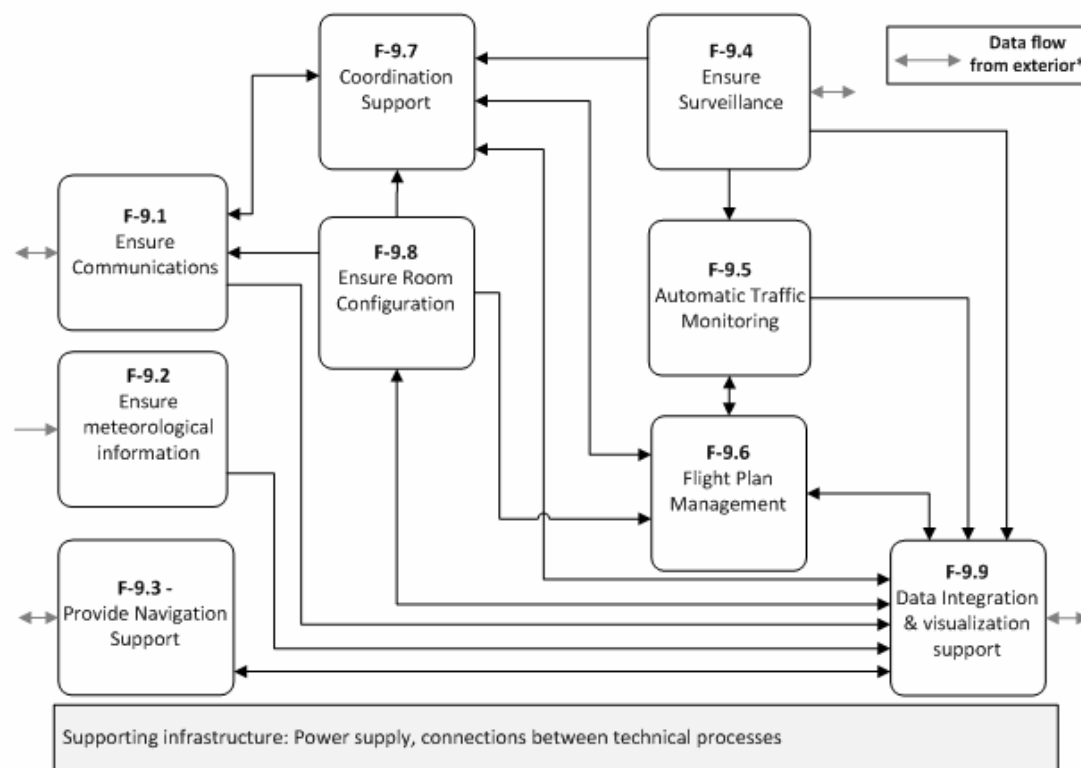 F-9.7
Coordination
Support
F-9.4
Ensure
Surveillance
Data flow
from exterior*
F-9.1
Ensure
Communications
F-9.8
Ensure Room
Configuration
F-9.5
Automatic Traffic
Monitoring
F-9.2
Ensure
meteorological
information
F-9.6
Flight Plan
Management
F-9.3 -
Provide Navigation
Support
F-9.9
Data Integration
& visualization
support
Supporting infrastructure: Power supply, connections between technical processes